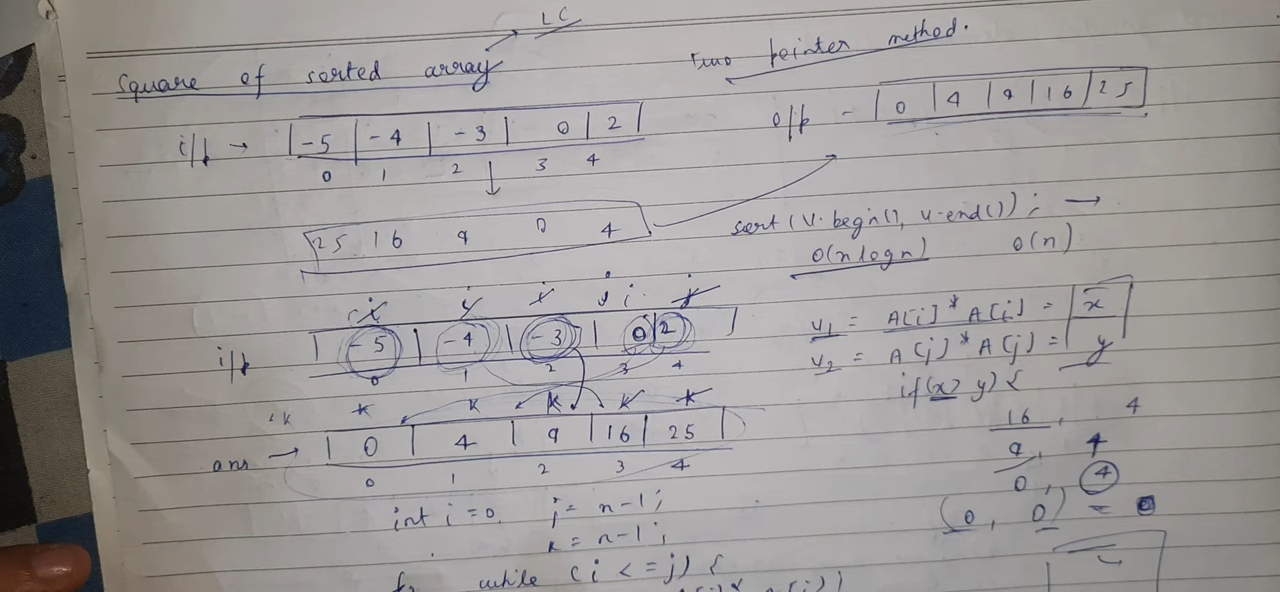 LC
Square of sorted array
Two pointer method.
i/p → -5 -4 -3 0 2
0 1 2 3 4
o/p - 0 4 9 16 25
25 16 9 0 4
sort (v.begin(), v.end()); →
O(nlogn) O(n)
i j
i/p -5 -4 -3 0 2
0 1 2 3 4
v1 = A[i] * A[i] = x
v2 = A[j] * A[j] = y
if(x > y) {
k k k k k k
ans → 0 4 9 16 25
0 1 2 3 4
16, 4
9, 4
0, 4
(0, 0) = 0
int i = 0, j = n-1;
k = n-1;
while (i <= j) {